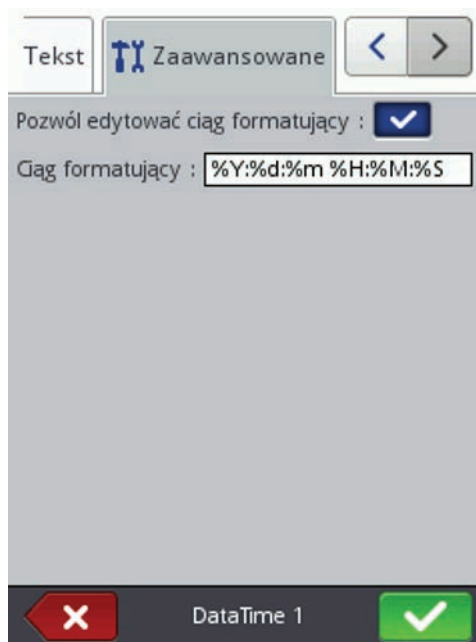 Tekst Zaawansowane
Pozwól edytować ciąg formatujący :
Ciąg formatujący : %Y:%d:%m %H:%M:%S
DataTime 1